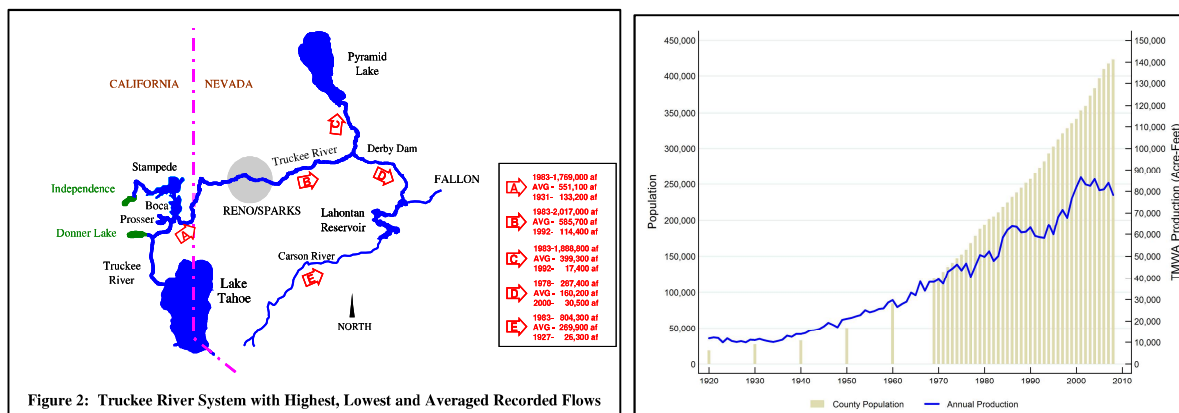 CALIFORNIA NEVADA
Pyramid
Lake
Truckee River
Derby Dam
Stampede
Independence
Boca
Prosser
Donner Lake
RENO/SPARKS
FALLON
Lahontan
Reservoir
Carson River
Truckee
River
Lake
Tahoe
NORTH
A
B
C
D
E
A
1983-1,769,000 af
AVG - 551,100 af
1931- 133,200 af
B
1983-2,017,000 af
AVG - 585,700 af
1992- 114,400 af
C
1983-1,888,800 af
AVG - 399,300 af
1992- 17,400 af
D
1978- 287,400 af
AVG - 160,200 af
2000- 30,500 af
E
1983- 804,300 af
AVG - 269,900 af
1927- 26,300 af
Figure 2: Truckee River System with Highest, Lowest and Averaged Recorded Flows
Population
450,000
400,000
350,000
300,000
250,000
200,000
150,000
100,000
50,000
0
TMWA Production (Acre-Feet)
150,000
140,000
130,000
120,000
110,000
100,000
90,000
80,000
70,000
60,000
50,000
40,000
30,000
20,000
10,000
0
1920 1930 1940 1950 1960 1970 1980 1990 2000 2010
County Population Annual Production